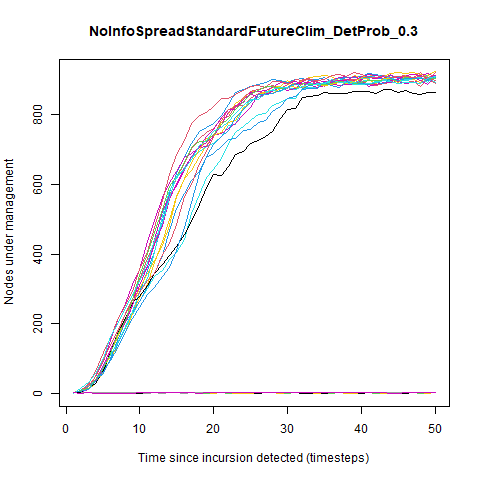 NoInfoSpreadStandardFutureClim_DetProb_0.3
Nodes under management
800
600
400
200
0
0 10 20 30 40 50
Time since incursion detected (timesteps)